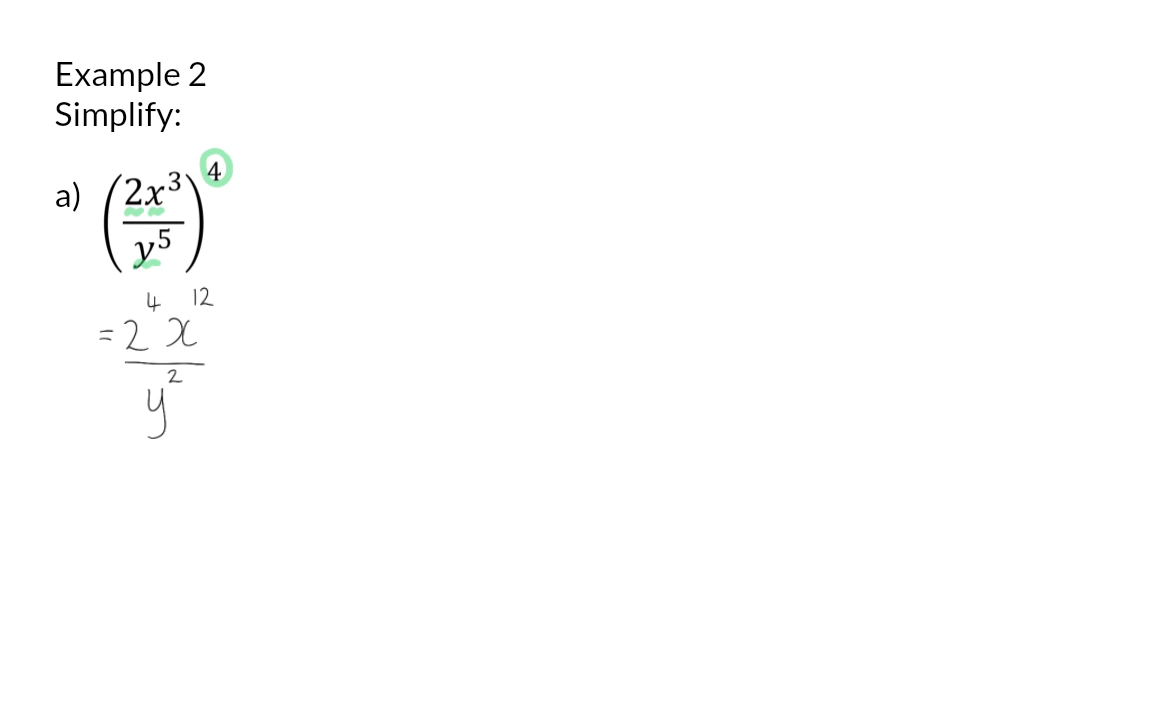 Example 2
Simplify:
a) (2x³/y⁵)⁴
= 2⁴x¹²/y²